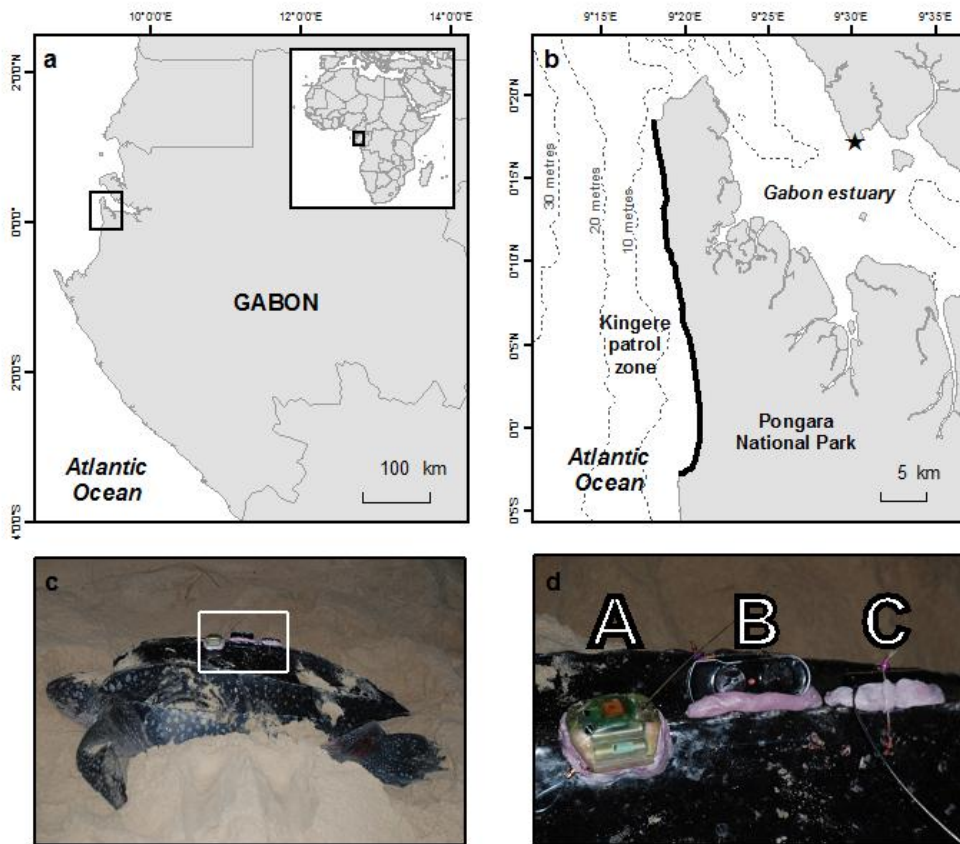 10°0'0"E
12°0'0"E
14°0'0"E
a
2°0'0"N
0°0'0"
2°0'0"S
4°0'0"S
GABON
Atlantic
Ocean
100 km
9°15'E
9°20'E
9°25'E
9°30'E
9°35'E
b
0°20'N
0°15'N
0°10'N
0°5'N
0°0'
0°5'S
30 metres
20 metres
10 metres
Gabon estuary
Kingere
patrol
zone
Pongara
National Park
Atlantic
Ocean
5 km
c
d
A
B
C